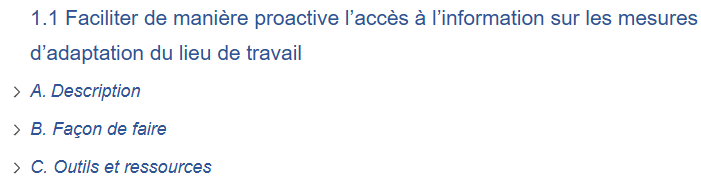 1.1 Faciliter de manière proactive l’accès à l’information sur les mesures
d’adaptation du lieu de travail
A. Description
B. Façon de faire
C. Outils et ressources